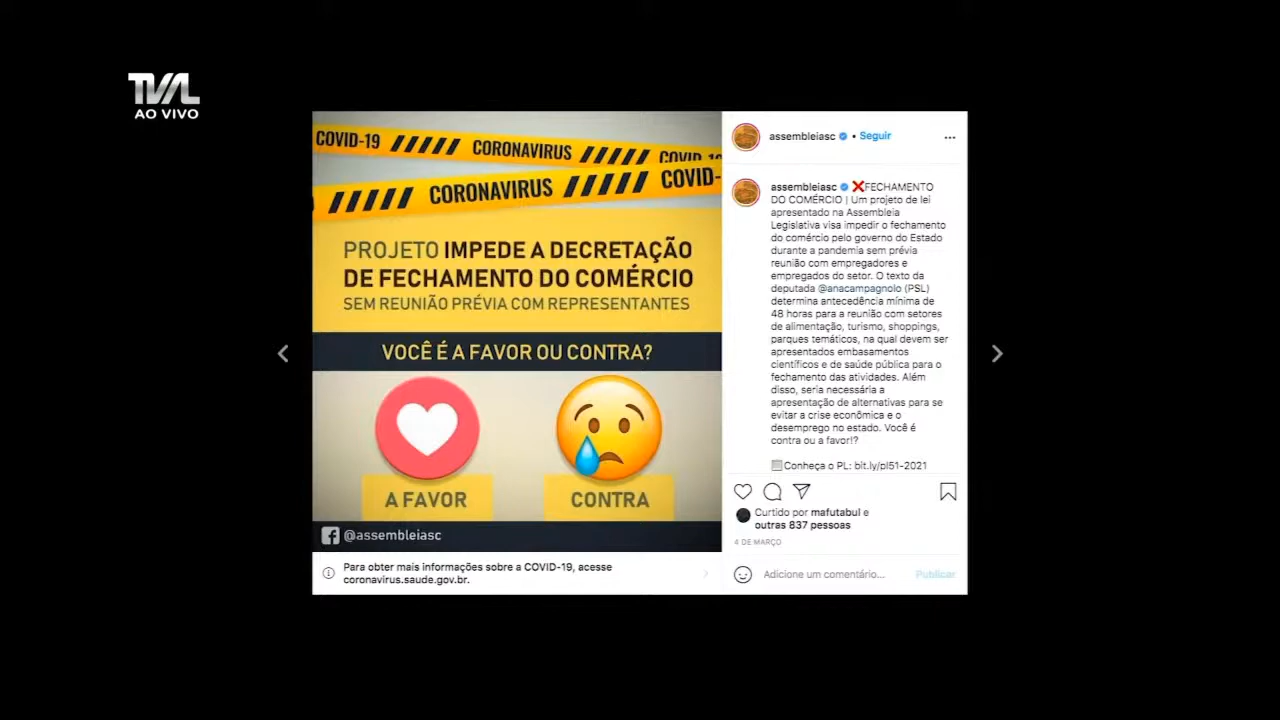 TVAL
AO VIVO
COVID-19 CORONAVIRUS COVID-19
CORONAVIRUS COVID-
PROJETO IMPEDE A DECRETAÇÃO
DE FECHAMENTO DO COMÉRCIO
SEM REUNIÃO PRÉVIA COM REPRESENTANTES
VOCÊ É A FAVOR OU CONTRA?
A FAVOR
CONTRA
@assembleiasc
Para obter mais informações sobre a COVID-19, acesse
coronavirus.saude.gov.br.
assembleiasc • Seguir
assembleiasc ❌FECHAMENTO
DO COMÉRCIO | Um projeto de lei
apresentado na Assembleia
Legislativa visa impedir o fechamento
do comércio pelo governo do Estado
durante a pandemia sem prévia
reunião com empregadores e
empregados do setor. O texto da
deputada @anacampagnolo (PSL)
determina antecedência mínima de
48 horas para a reunião com setores
de alimentação, turismo, shoppings,
parques temáticos, na qual devem ser
apresentados embasamentos
científicos e de saúde pública para o
fechamento das atividades. Além
disso, seria necessária a
apresentação de alternativas para se
evitar a crise econômica e o
desemprego no estado. Você é
contra ou a favor!?
Conheça o PL: bit.ly/pl51-2021
Curtido por mafutabul e
outras 837 pessoas
4 DE MARÇO
Adicione um comentário... Publicar